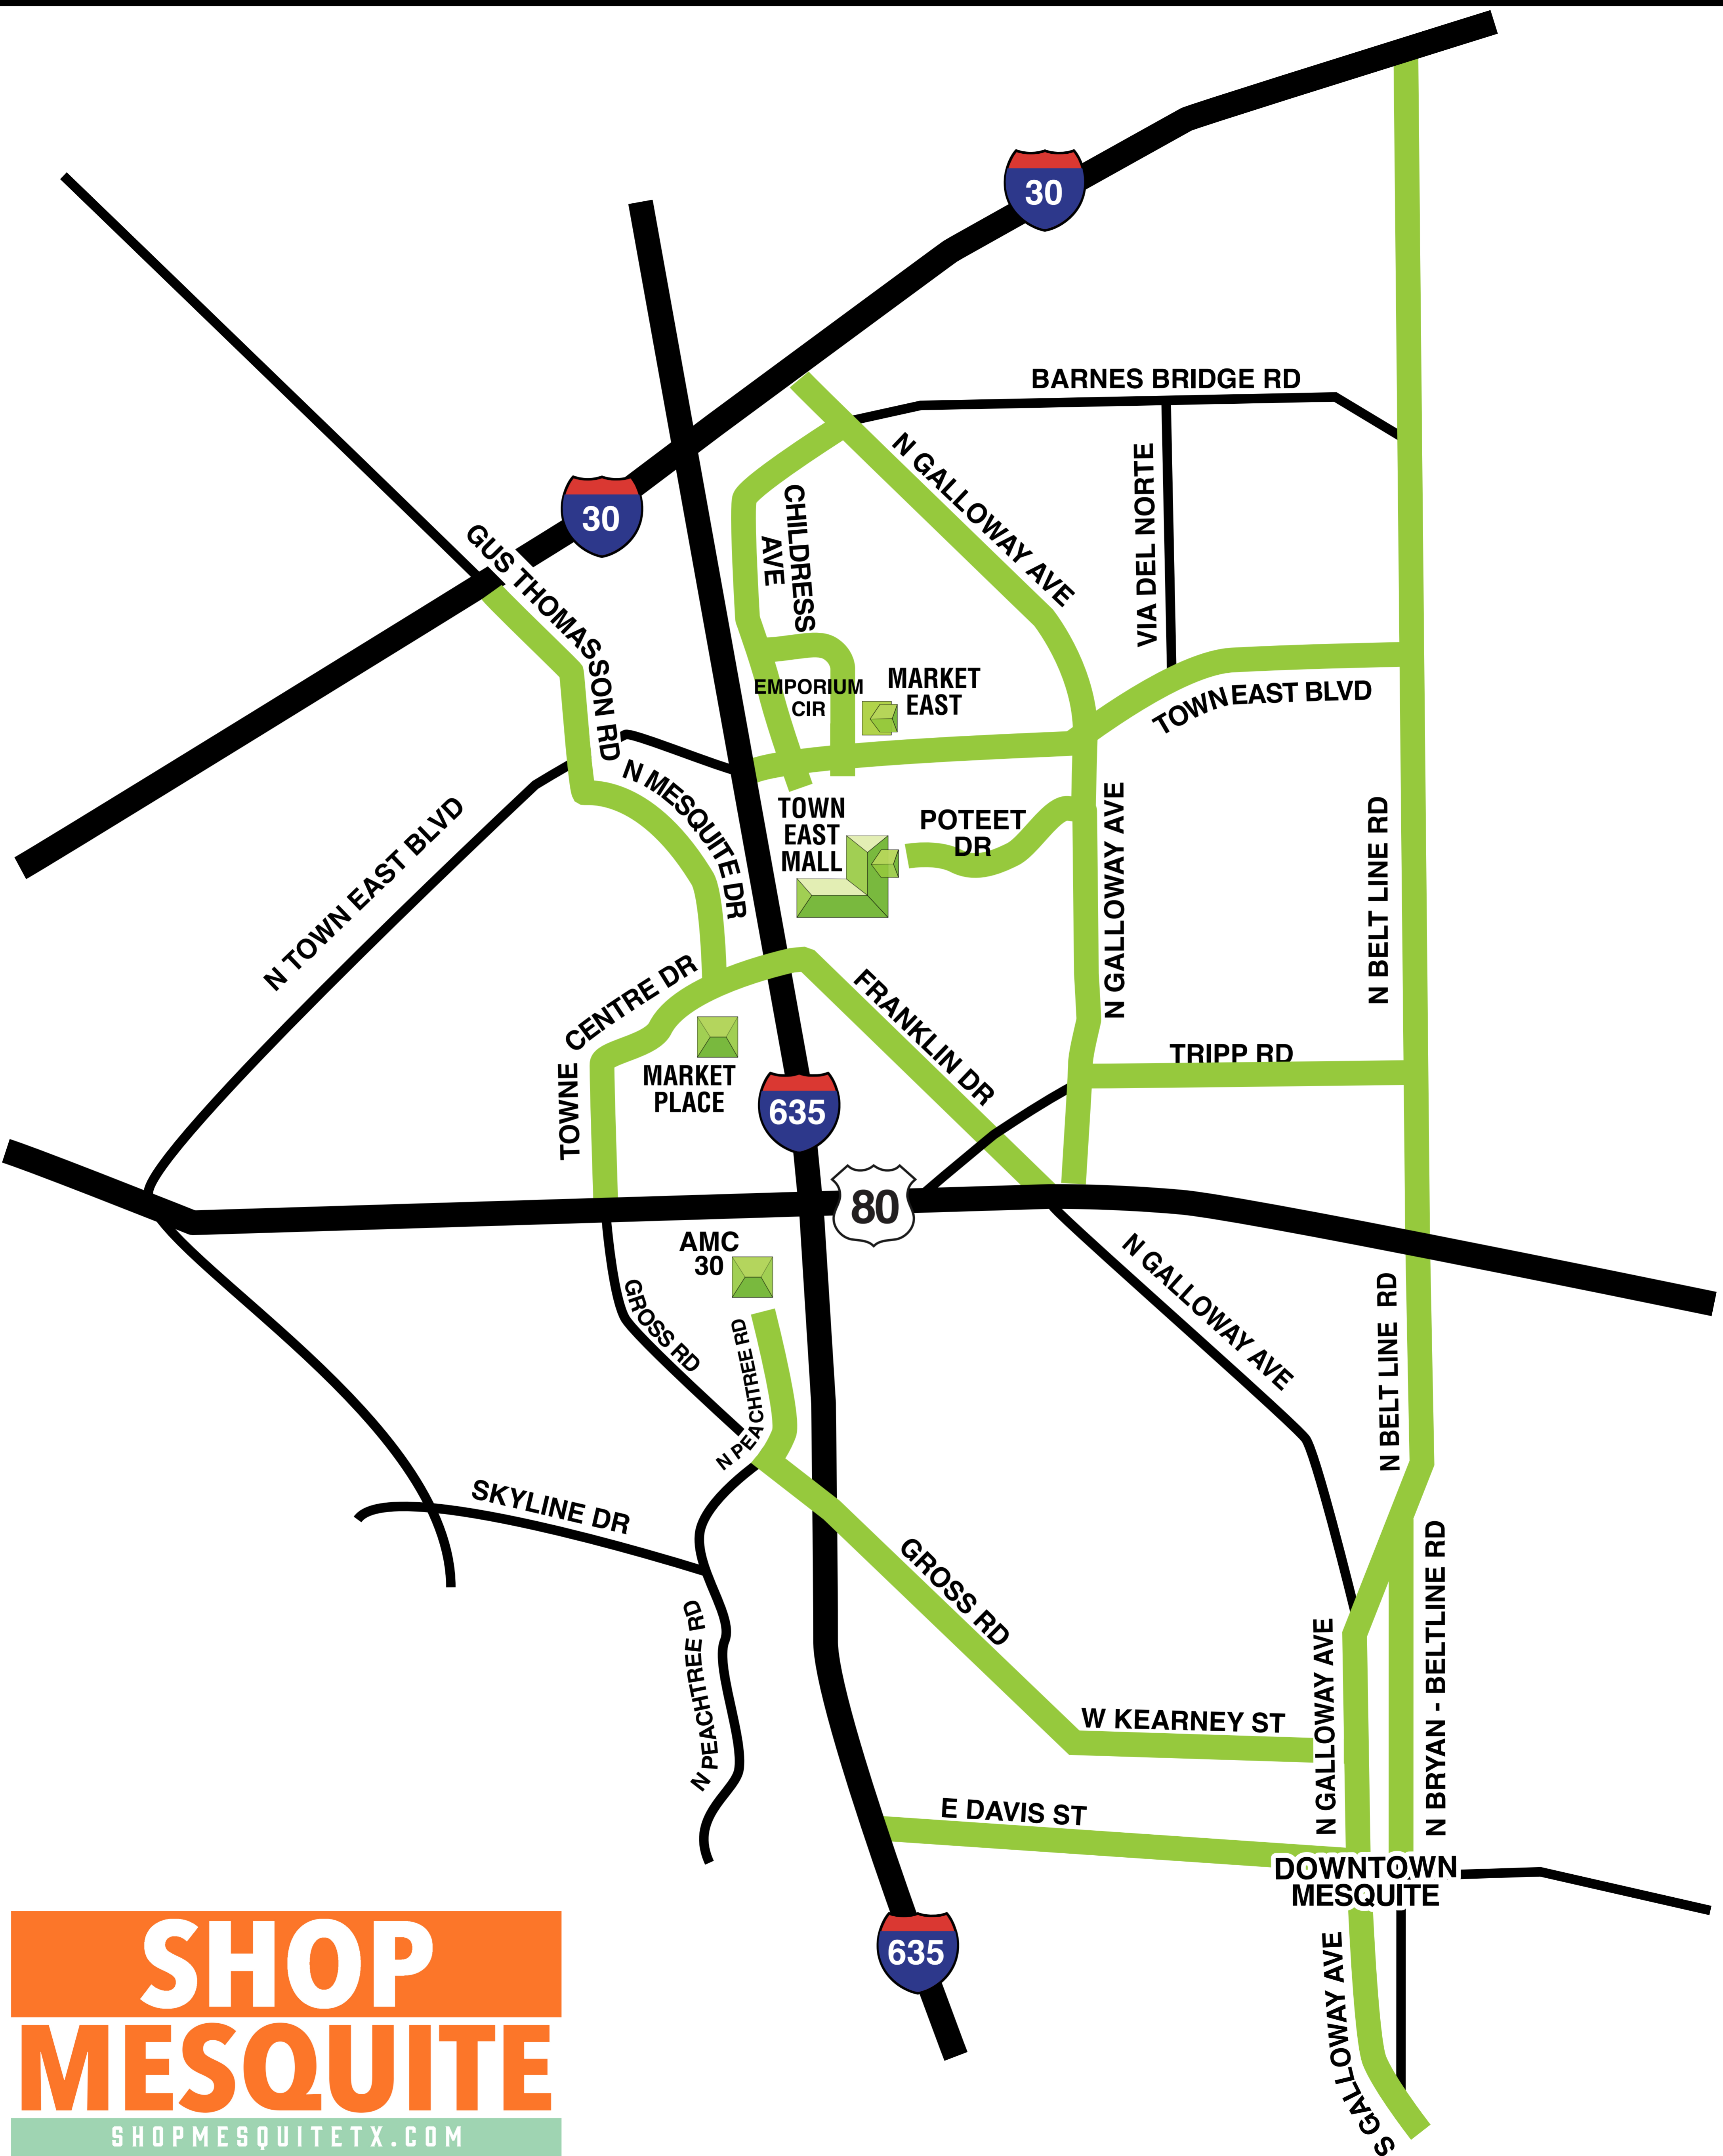 30
BARNES BRIDGE RD
N GALLOWAY AVE
VIA DEL NORTE
30
CHILDRESS
AVE
GUS THOMASSON RD
EMPORIUM
CIR
MARKET
EAST
TOWN EAST BLVD
N MESQUITE DR
N TOWN EAST BLVD
TOWN
EAST
MALL
POTEET
DR
N GALLOWAY AVE
N BELT LINE RD
TOWNE CENTRE DR
FRANKLIN DR
MARKET
PLACE
TRIPP RD
635
80
AMC
30
GROSS RD
N PEACHTREE RD
N GALLOWAY AVE
N BELT LINE RD
SKYLINE DR
GROSS RD
N PEACHTREE RD
W KEARNEY ST
N GALLOWAY AVE
N BRYAN - BELTLINE RD
E DAVIS ST
DOWNTOWN
MESQUITE
635
S GALLOWAY AVE
SHOP
MESQUITE
SHOPMESQUITETX.COM